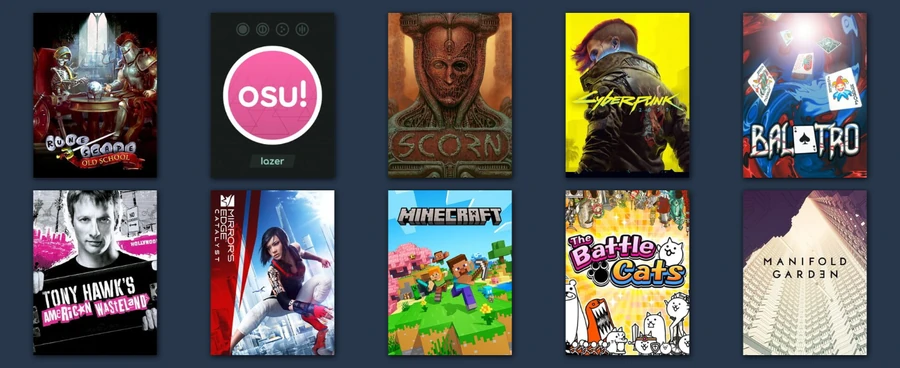 RUNE
SCAPE
OLD SCHOOL
osu!
lazer
SCORN
Cyberpunk
BALATRO
HOLLYWOOD
TONY HAWK'S
AMERICAN WASTELAND
MIRROR'S
EDGE
CATALYST
MINECRAFT
The
Battle
Cats
MANIFOLD
GARDEN